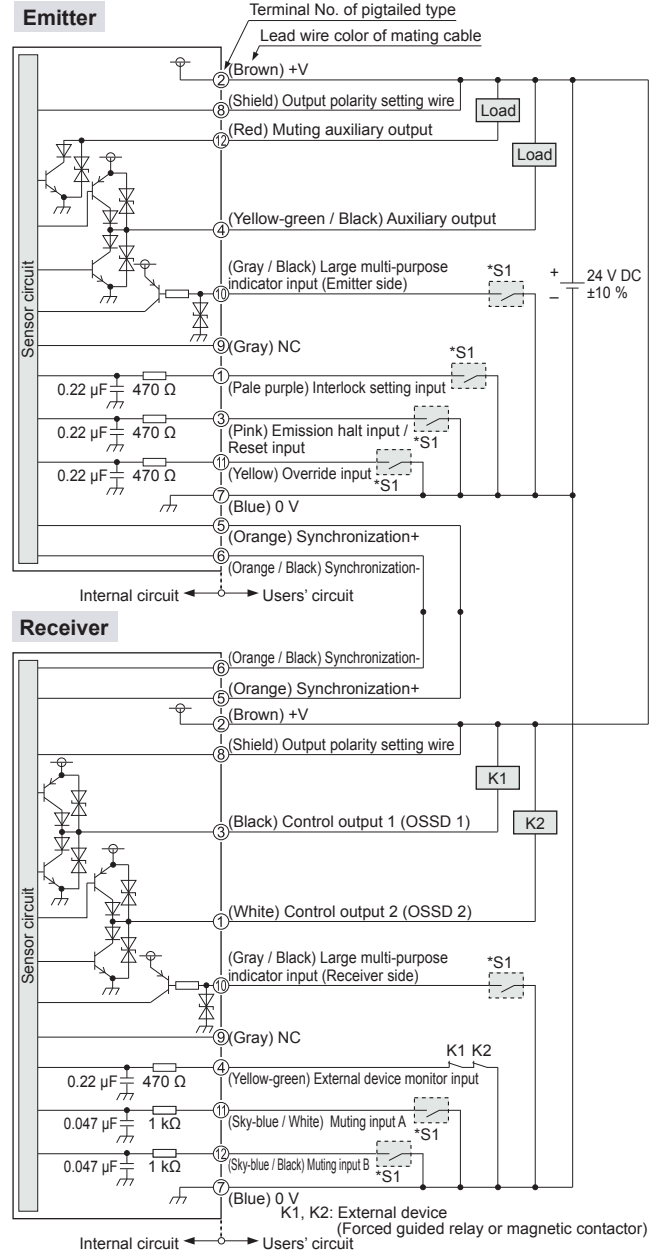 Emitter
Terminal No. of pigtailed type
Lead wire color of mating cable
Sensor circuit
2 (Brown) +V
8 (Shield) Output polarity setting wire
Load
12 (Red) Muting auxiliary output
Load
4 (Yellow-green / Black) Auxiliary output
(Gray / Black) Large multi-purpose
10 indicator input (Emitter side)
*S1
+
−
24 V DC
±10 %
9 (Gray) NC
*S1
1
0.22 µF 470 Ω (Pale purple) Interlock setting input
3
0.22 µF 470 Ω (Pink) Emission halt input /
Reset input
*S1
11
0.22 µF 470 Ω (Yellow) Override input
*S1
7
(Blue) 0 V
5
(Orange) Synchronization+
6
(Orange / Black) Synchronization-
Internal circuit Users' circuit
Receiver
Sensor circuit
(Orange / Black) Synchronization-
6
(Orange) Synchronization+
5
(Brown) +V
2
(Shield) Output polarity setting wire
8
K1
3 (Black) Control output 1 (OSSD 1)
K2
1 (White) Control output 2 (OSSD 2)
(Gray / Black) Large multi-purpose
10 indicator input (Receiver side)
*S1
9 (Gray) NC
K1 K2
4
0.22 µF 470 Ω (Yellow-green) External device monitor input
11
0.047 µF 1 kΩ (Sky-blue / White) Muting input A
*S1
12
0.047 µF 1 kΩ (Sky-blue / Black) Muting input B
*S1
7
(Blue) 0 V
K1, K2: External device
(Forced guided relay or magnetic contactor)
Internal circuit Users' circuit